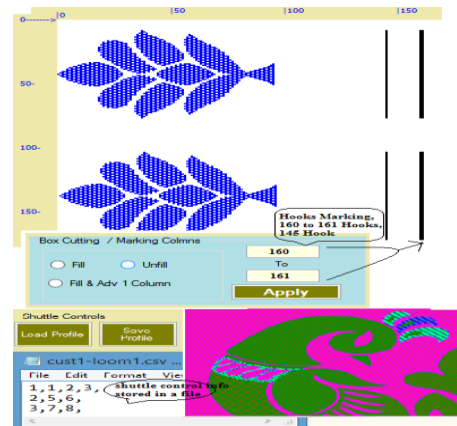 |0 |50 |100 |150
0------->
50-
100-
150-
Hooks Marking,
160 to 161 Hooks,
145 Hook
Box Cutting / Marking Colmns
160
Fill Unfill To
161
Fill & Adv 1 Column
Apply
Shuttle Controls
Load Profile Save Profile
cust1-loom1.csv ...
File Edit Format Vie
1,1,2,3, shuttle control info
2,5,6, stored in a file
3,7,8,